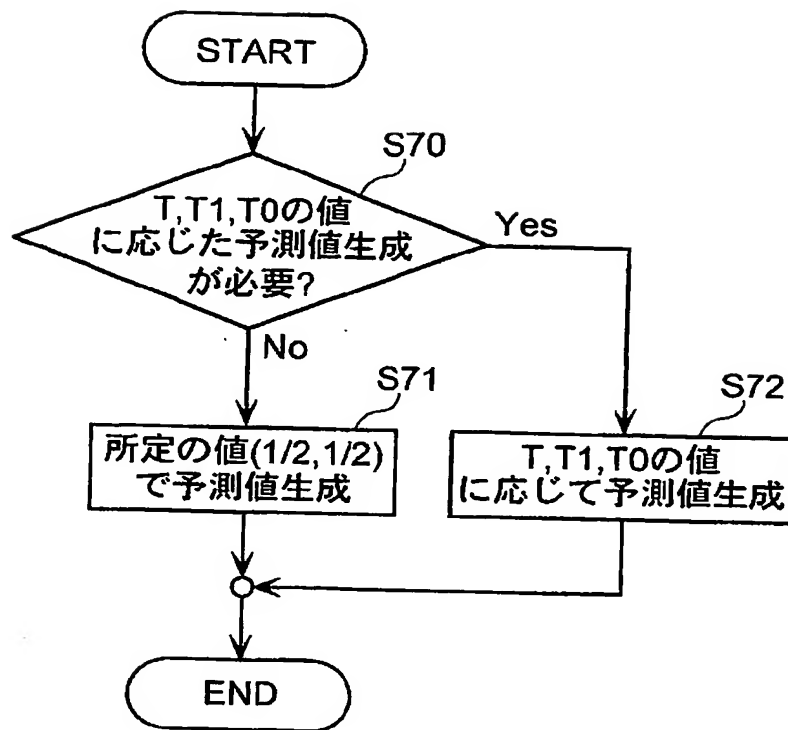 START
S70
T,T1,T0の値
に応じた予測値生成
が必要?
Yes
No
S71
所定の値(1/2,1/2)
で予測値生成
S72
T,T1,T0の値
に応じて予測値生成
END